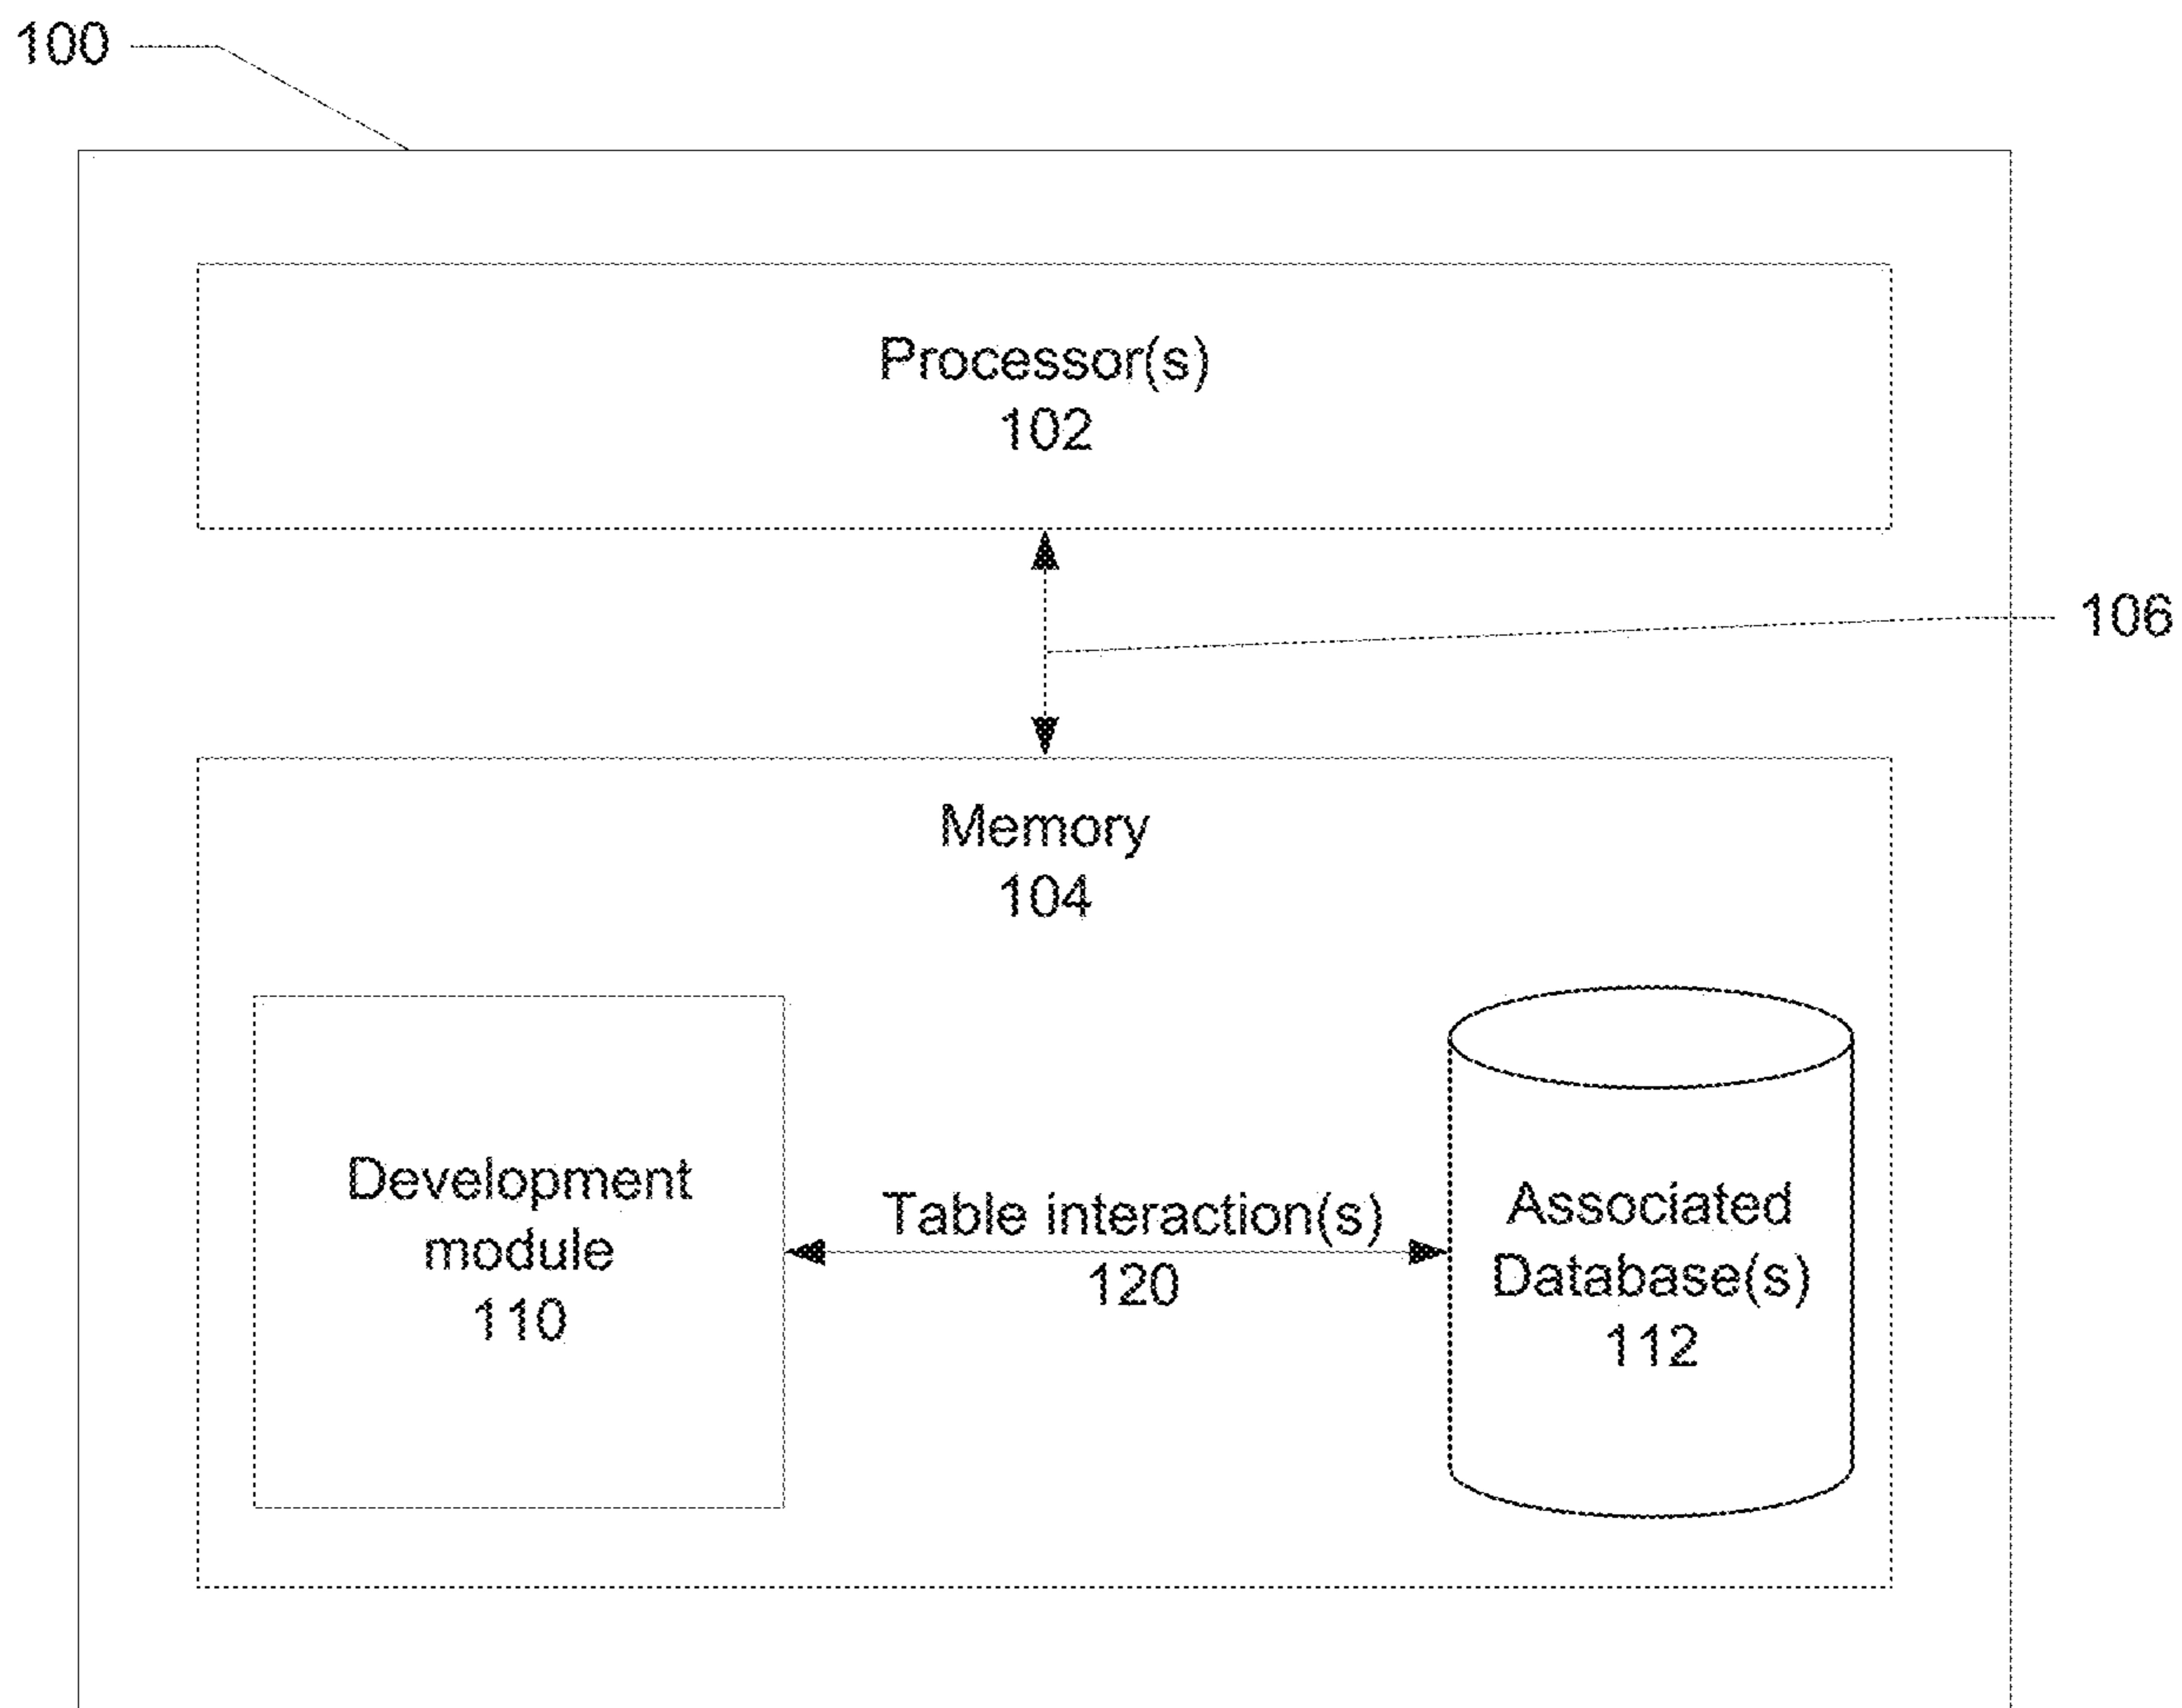 100
Processor(s)
102
106
Memory
104
Development
module
110
Table interaction(s)
120
Associated
Database(s)
112